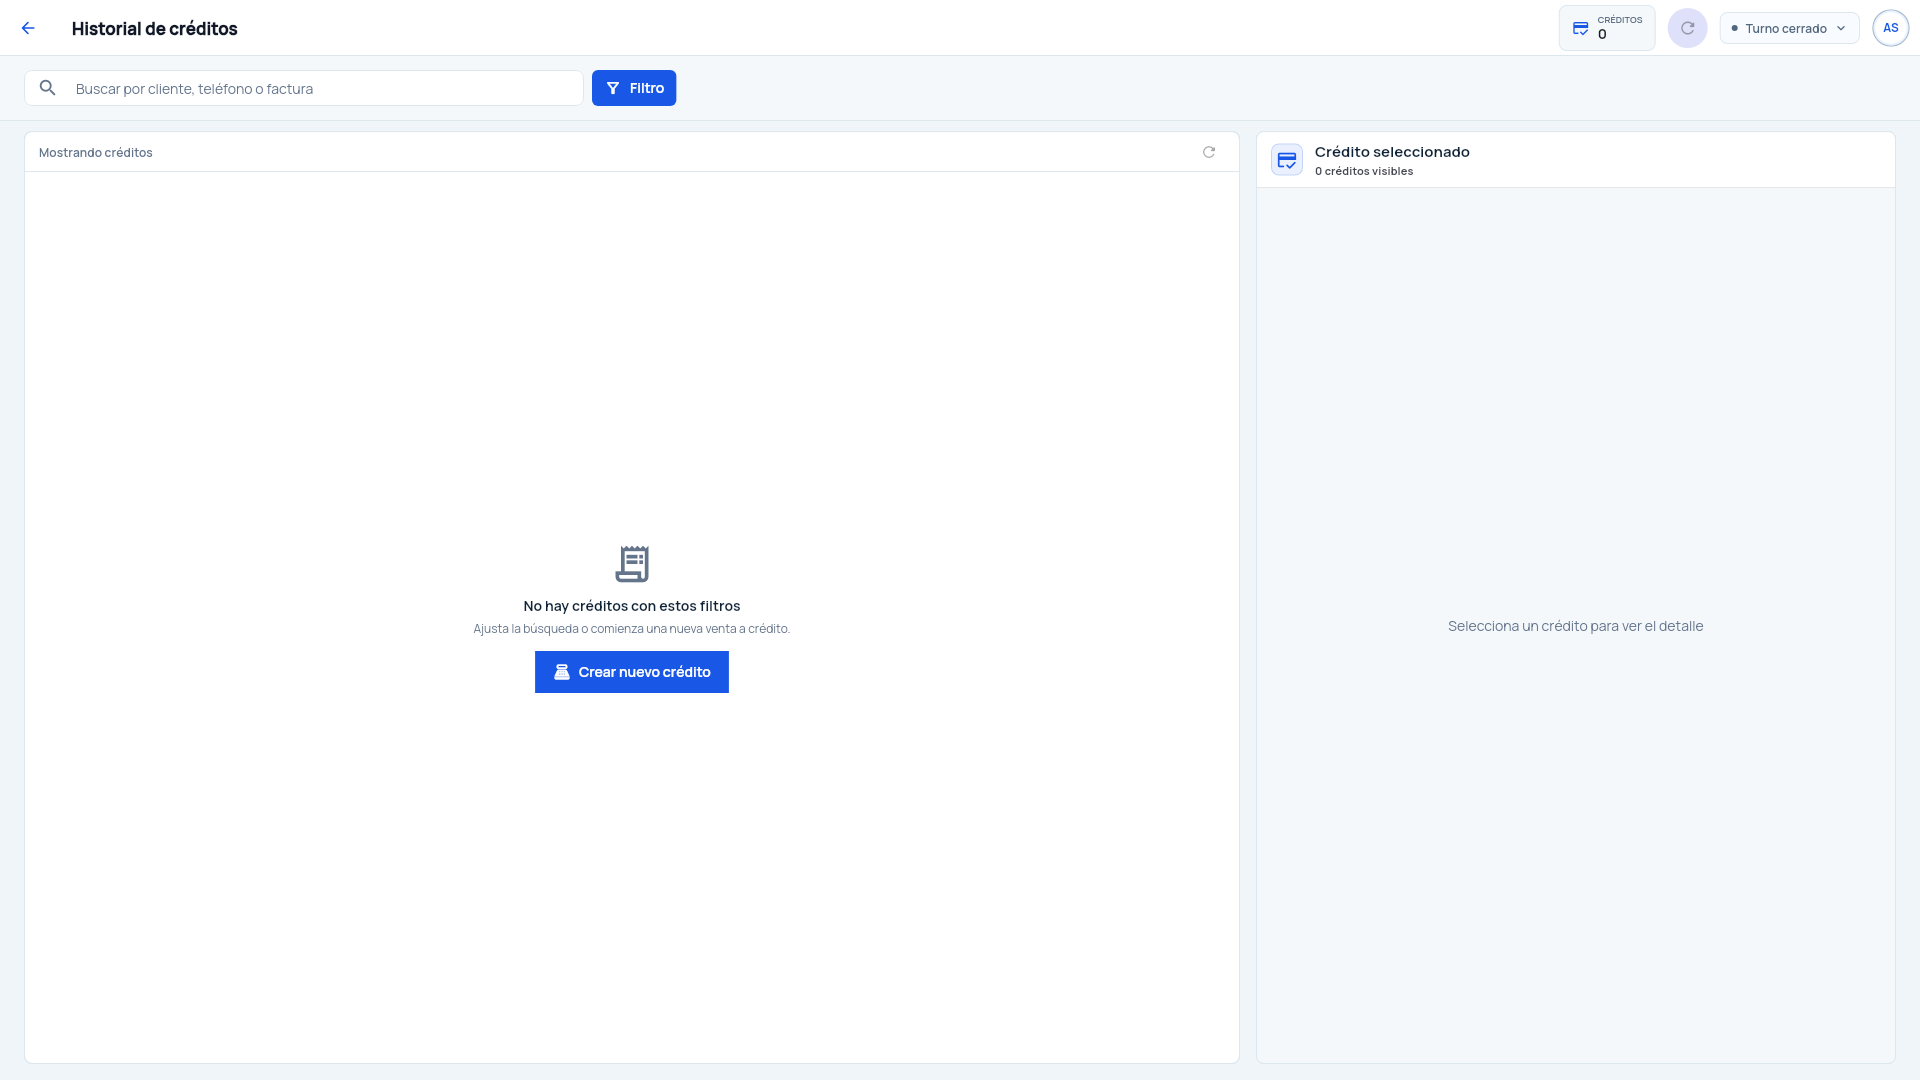 Historial de créditos
CRÉDITOS
0
Turno cerrado
AS
Buscar por cliente, teléfono o factura
Filtro
Mostrando créditos
Crédito seleccionado
0 créditos visibles
No hay créditos con estos filtros
Ajusta la búsqueda o comienza una nueva venta a crédito.
Crear nuevo crédito
Selecciona un crédito para ver el detalle